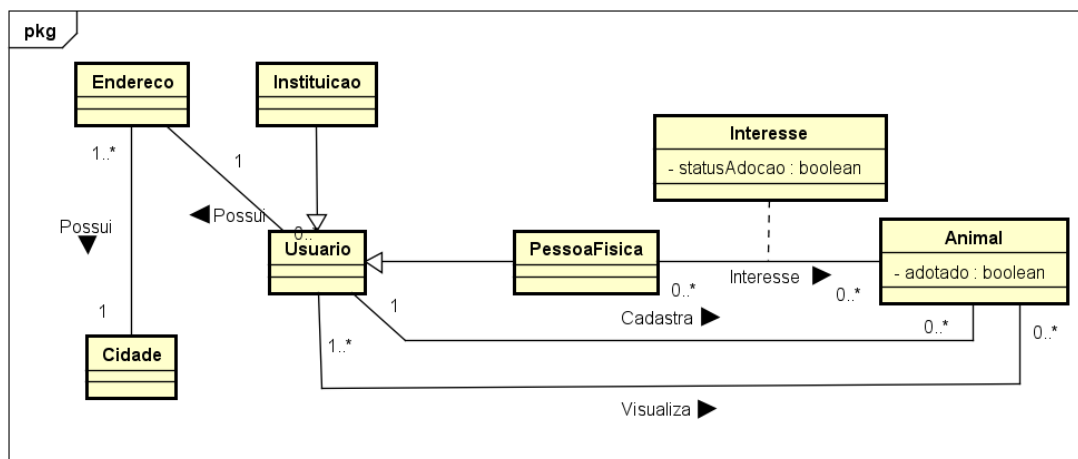 pkg
Endereco
Instituicao
Interesse
- statusAdocao : boolean
1..*
1
Possui
Possui
0..*
Usuario
PessoaFisica
Animal
- adotado : boolean
Interesse
0..*
0..*
1
Cadastra
0..*
0..*
1
Cidade
1..*
Visualiza